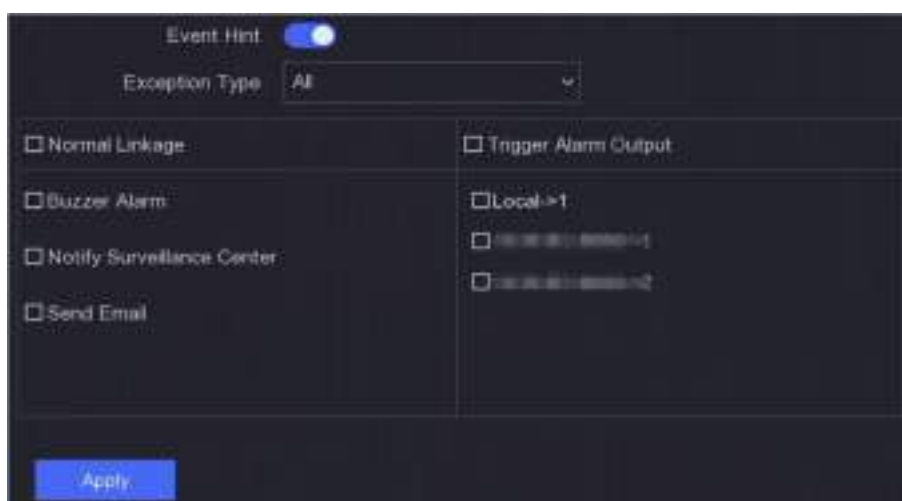 Event Hint
Exception Type All
Normal Linkage
Trigger Alarm Output
Buzzer Alarm
Local->1
Notify Surveillance Center
Send Email
Apply